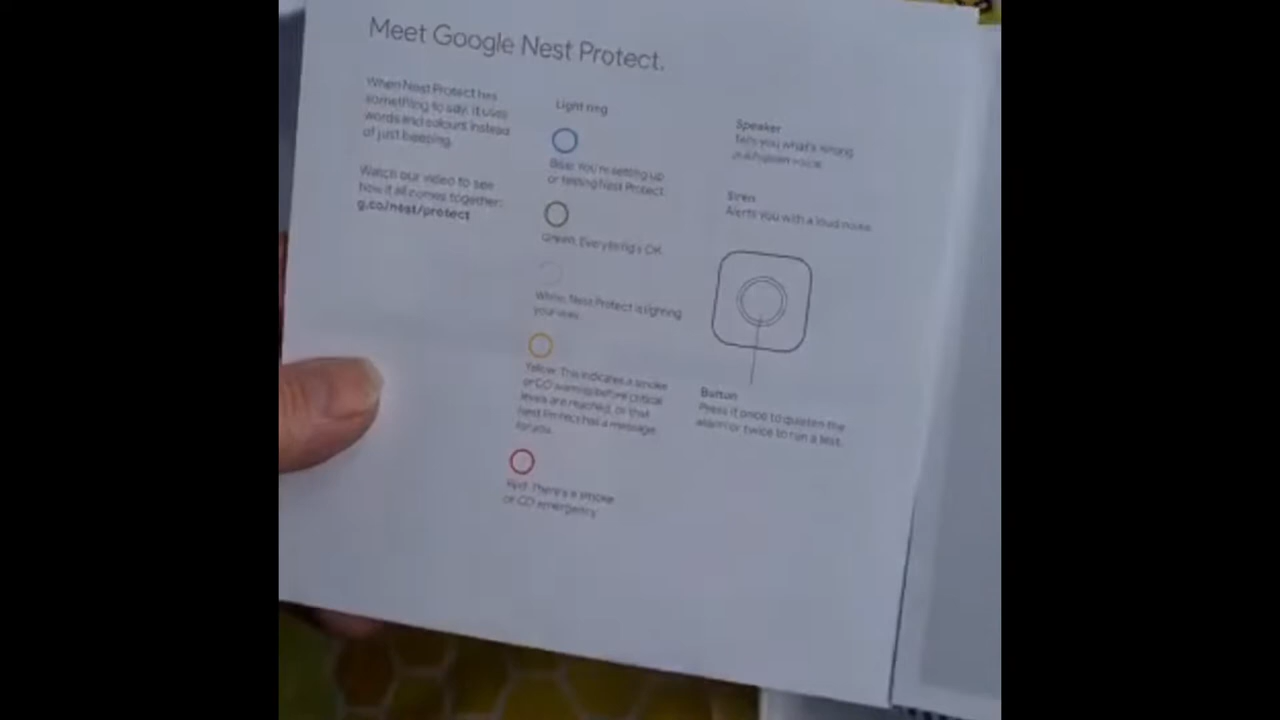 Meet Google Nest Protect.
When Nest Protect has
something to say, it uses
words and colours instead
of just beeping.
Watch our video to see
how it all comes together:
g.co/nest/protect
Light ring
Blue: You're setting up
or testing Nest Protect.
Green: Everything's OK.
White: Nest Protect is lighting
your way.
Yellow: This indicates a smoke
or CO warning before critical
levels are reached, or that
Nest Protect has a message
for you.
Red: There's a smoke
or CO emergency.
Speaker
Tells you what's wrong
in a human voice.
Siren
Alerts you with a loud noise.
Button
Press it once to quieten the
alarm or twice to run a test.